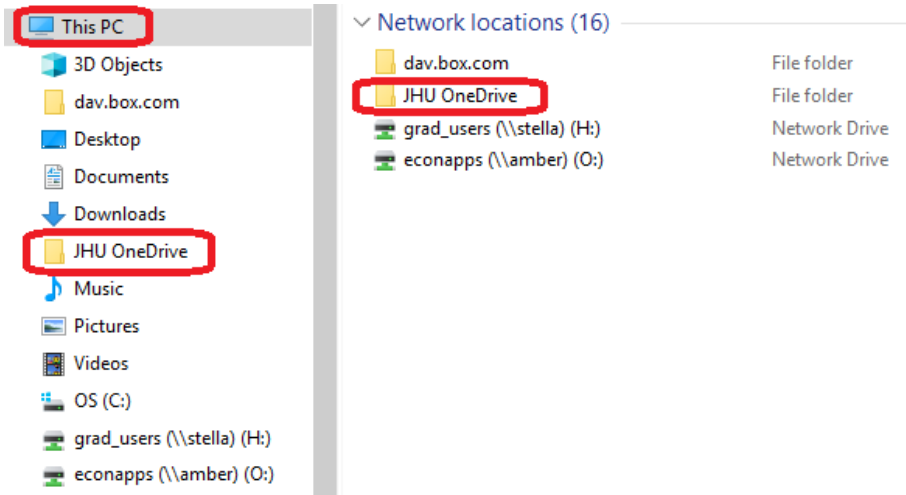 This PC
3D Objects
dav.box.com
Desktop
Documents
Downloads
JHU OneDrive
Music
Pictures
Videos
OS (C:)
grad_users (\\stella) (H:)
econapps (\\amber) (O:)
Network locations (16)
dav.box.com File folder
JHU OneDrive File folder
grad_users (\\stella) (H:) Network Drive
econapps (\\amber) (O:) Network Drive